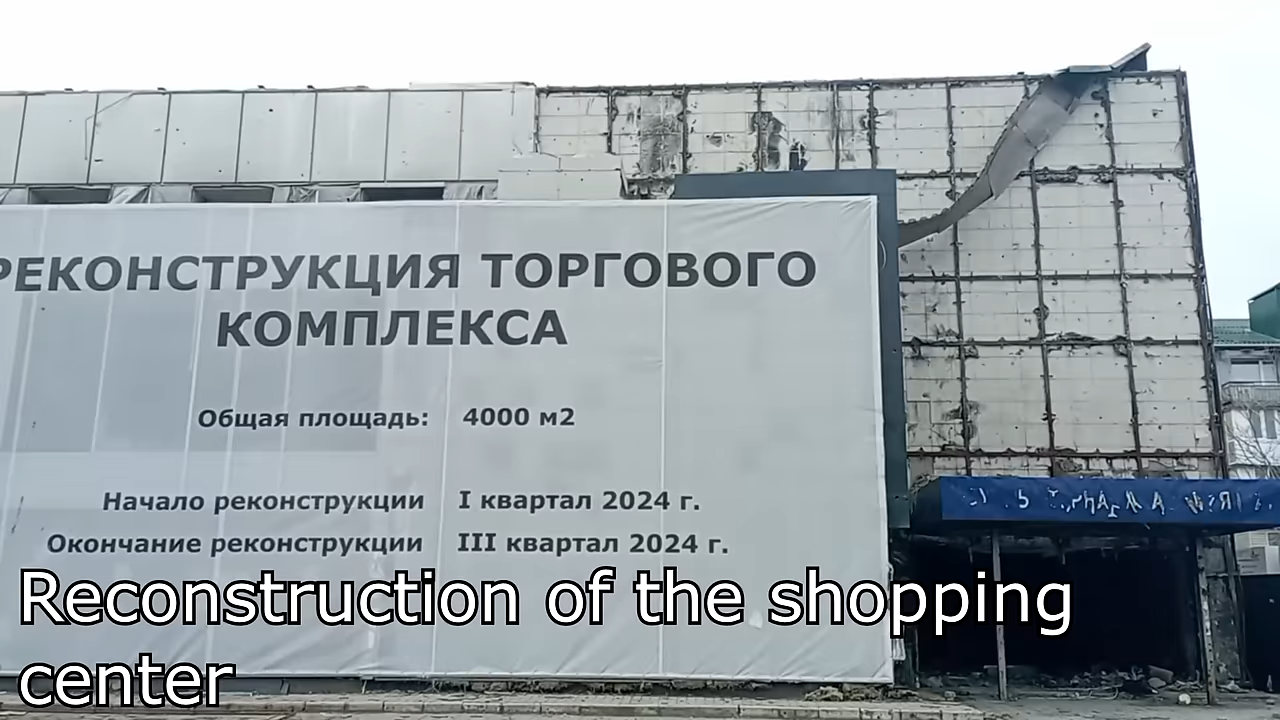 РЕКОНСТРУКЦИЯ ТОРГОВОГО
КОМПЛЕКСА
Общая площадь: 4000 м2
Начало реконструкции I квартал 2024 г.
Окончание реконструкции III квартал 2024 г.
Reconstruction of the shopping
center